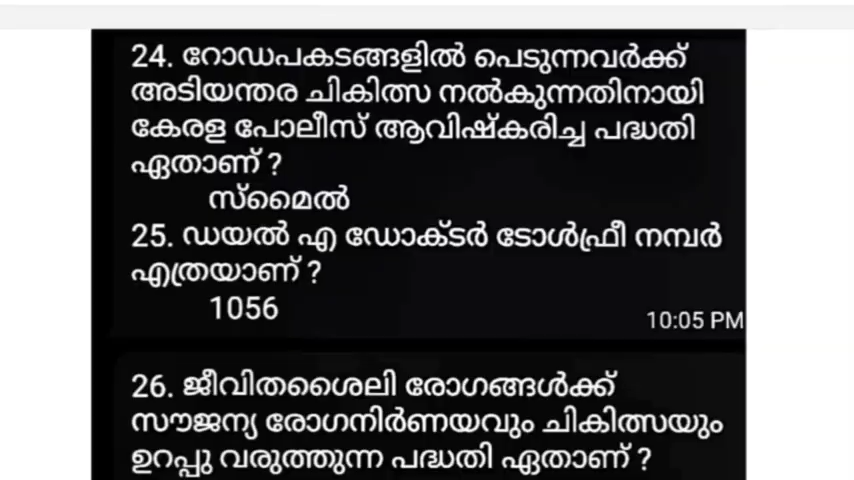 24. റോഡപകടങ്ങളിൽ പെടുന്നവർക്ക്
അടിയന്തര ചികിത്സ നൽകുന്നതിനായി
കേരള പോലീസ് ആവിഷ്കരിച്ച പദ്ധതി
ഏതാണ് ?
സ്മൈൽ
25. ഡയൽ എ ഡോക്ടർ ടോൾഫ്രീ നമ്പർ
എത്രയാണ് ?
1056
10:05 PM
26. ജീവിതശൈലി രോഗങ്ങൾക്ക്
സൗജന്യ രോഗനിർണയവും ചികിത്സയും
ഉറപ്പു വരുത്തുന്ന പദ്ധതി ഏതാണ് ?